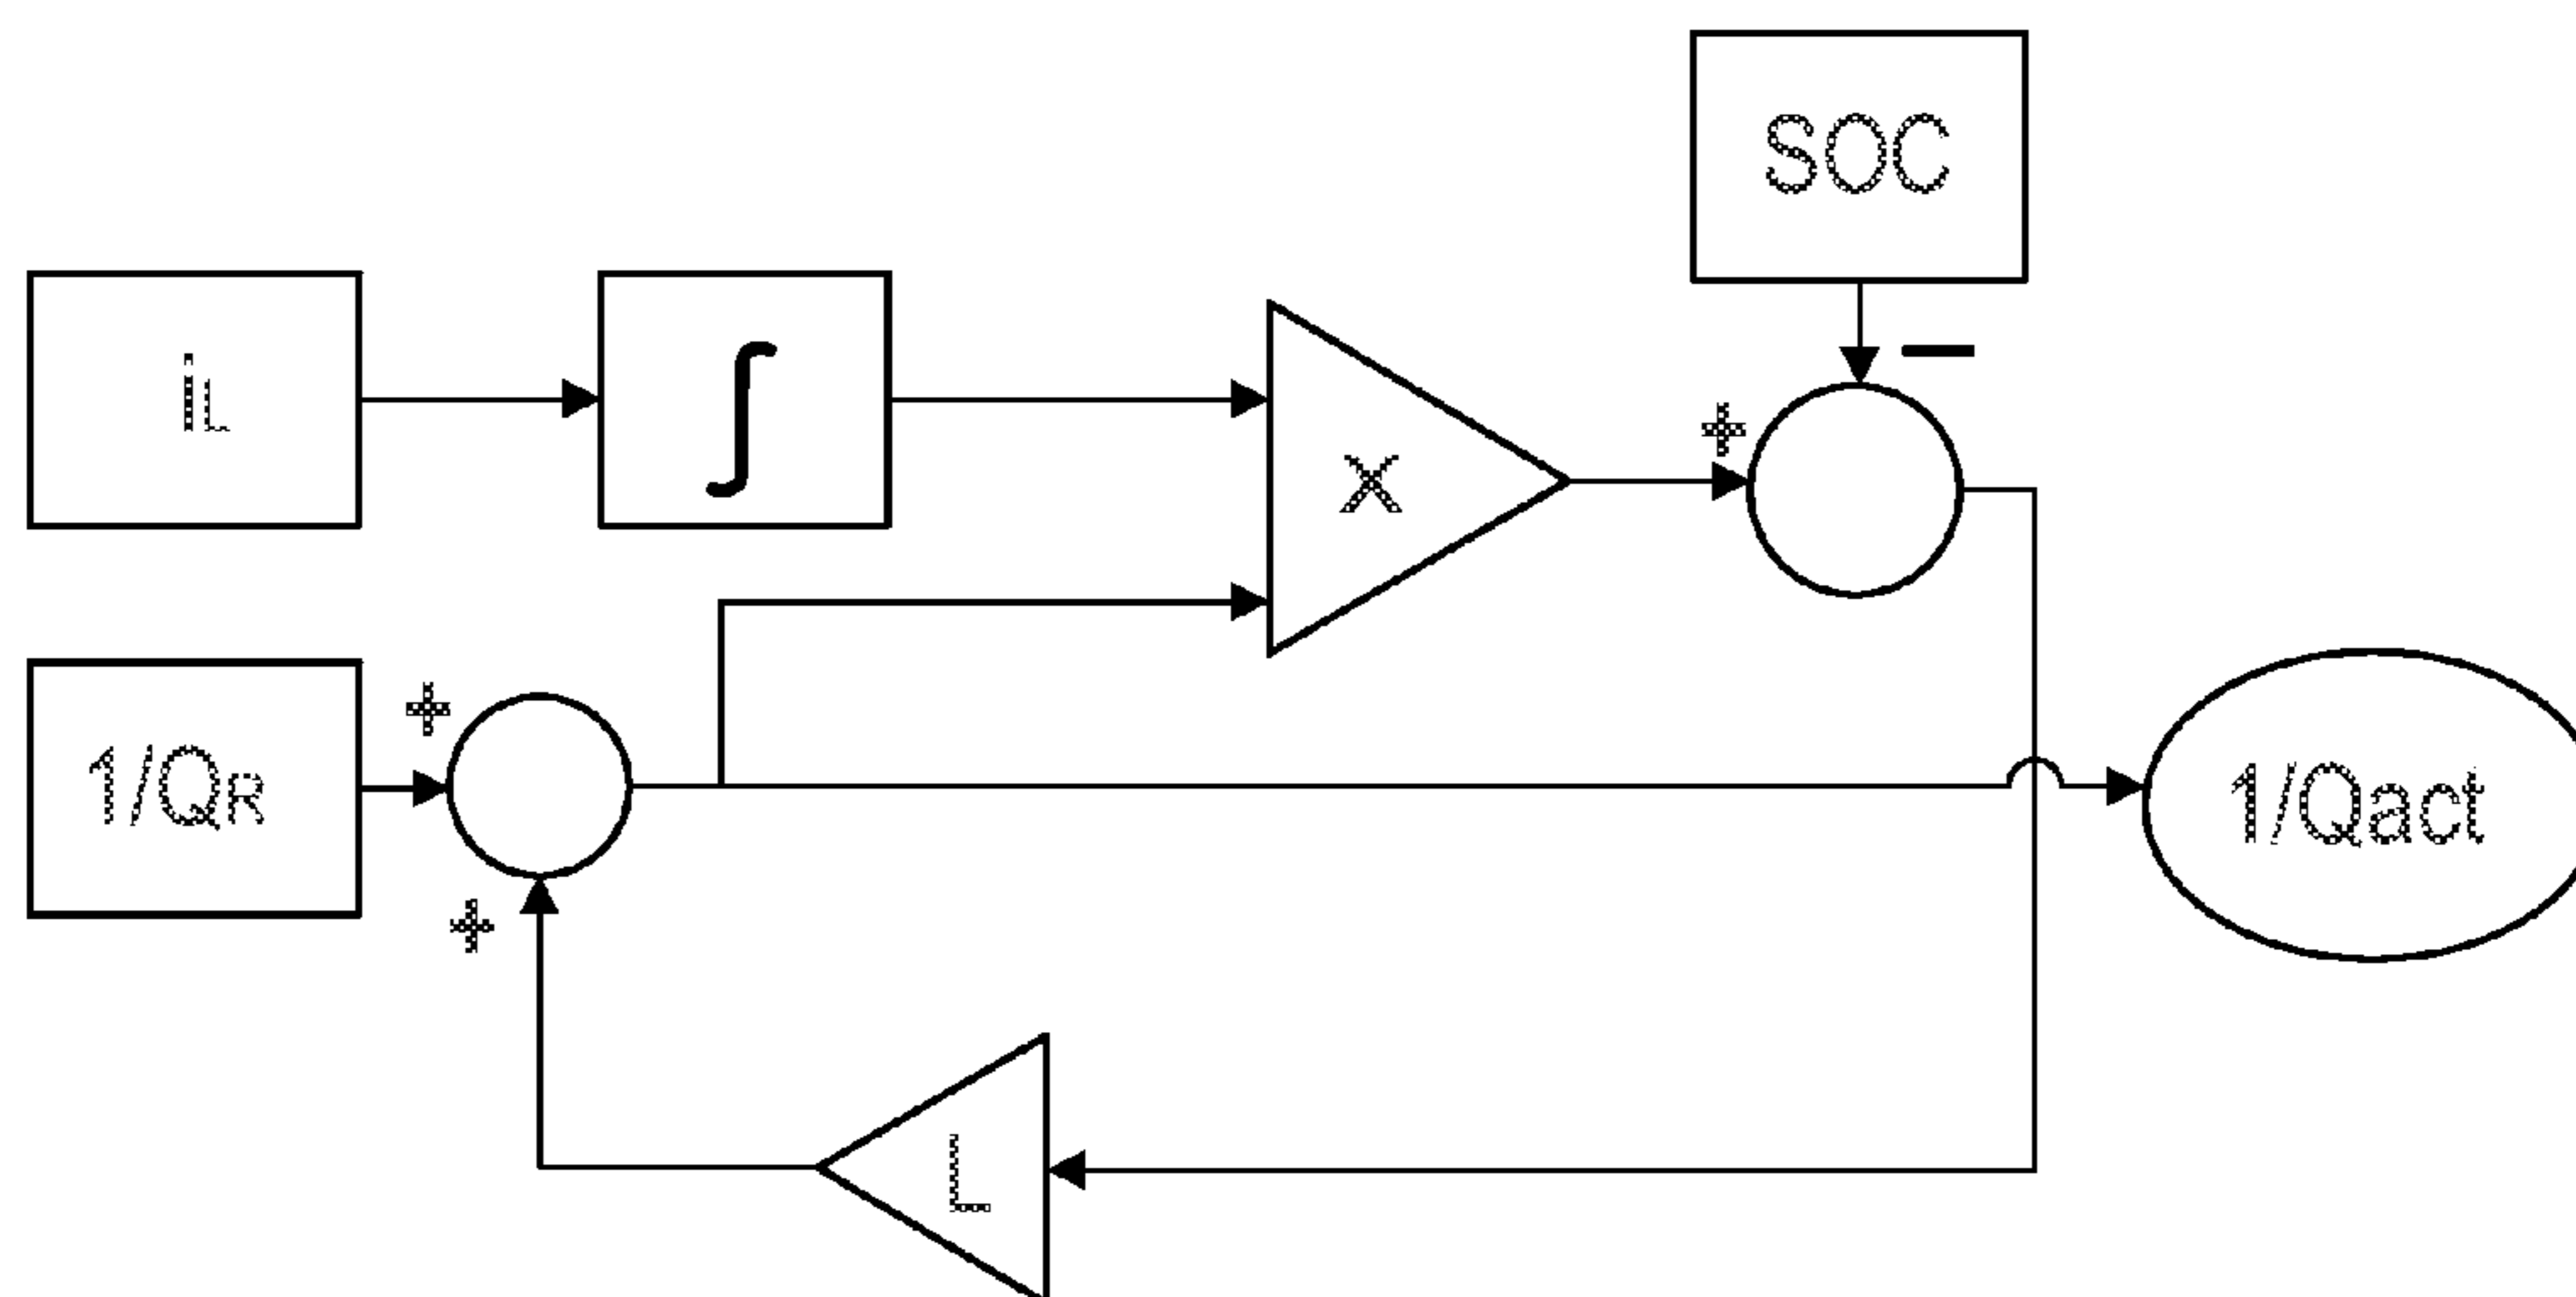 SOC
iL
∫
X
+
−
1/QR
+
+
1/Qact
L